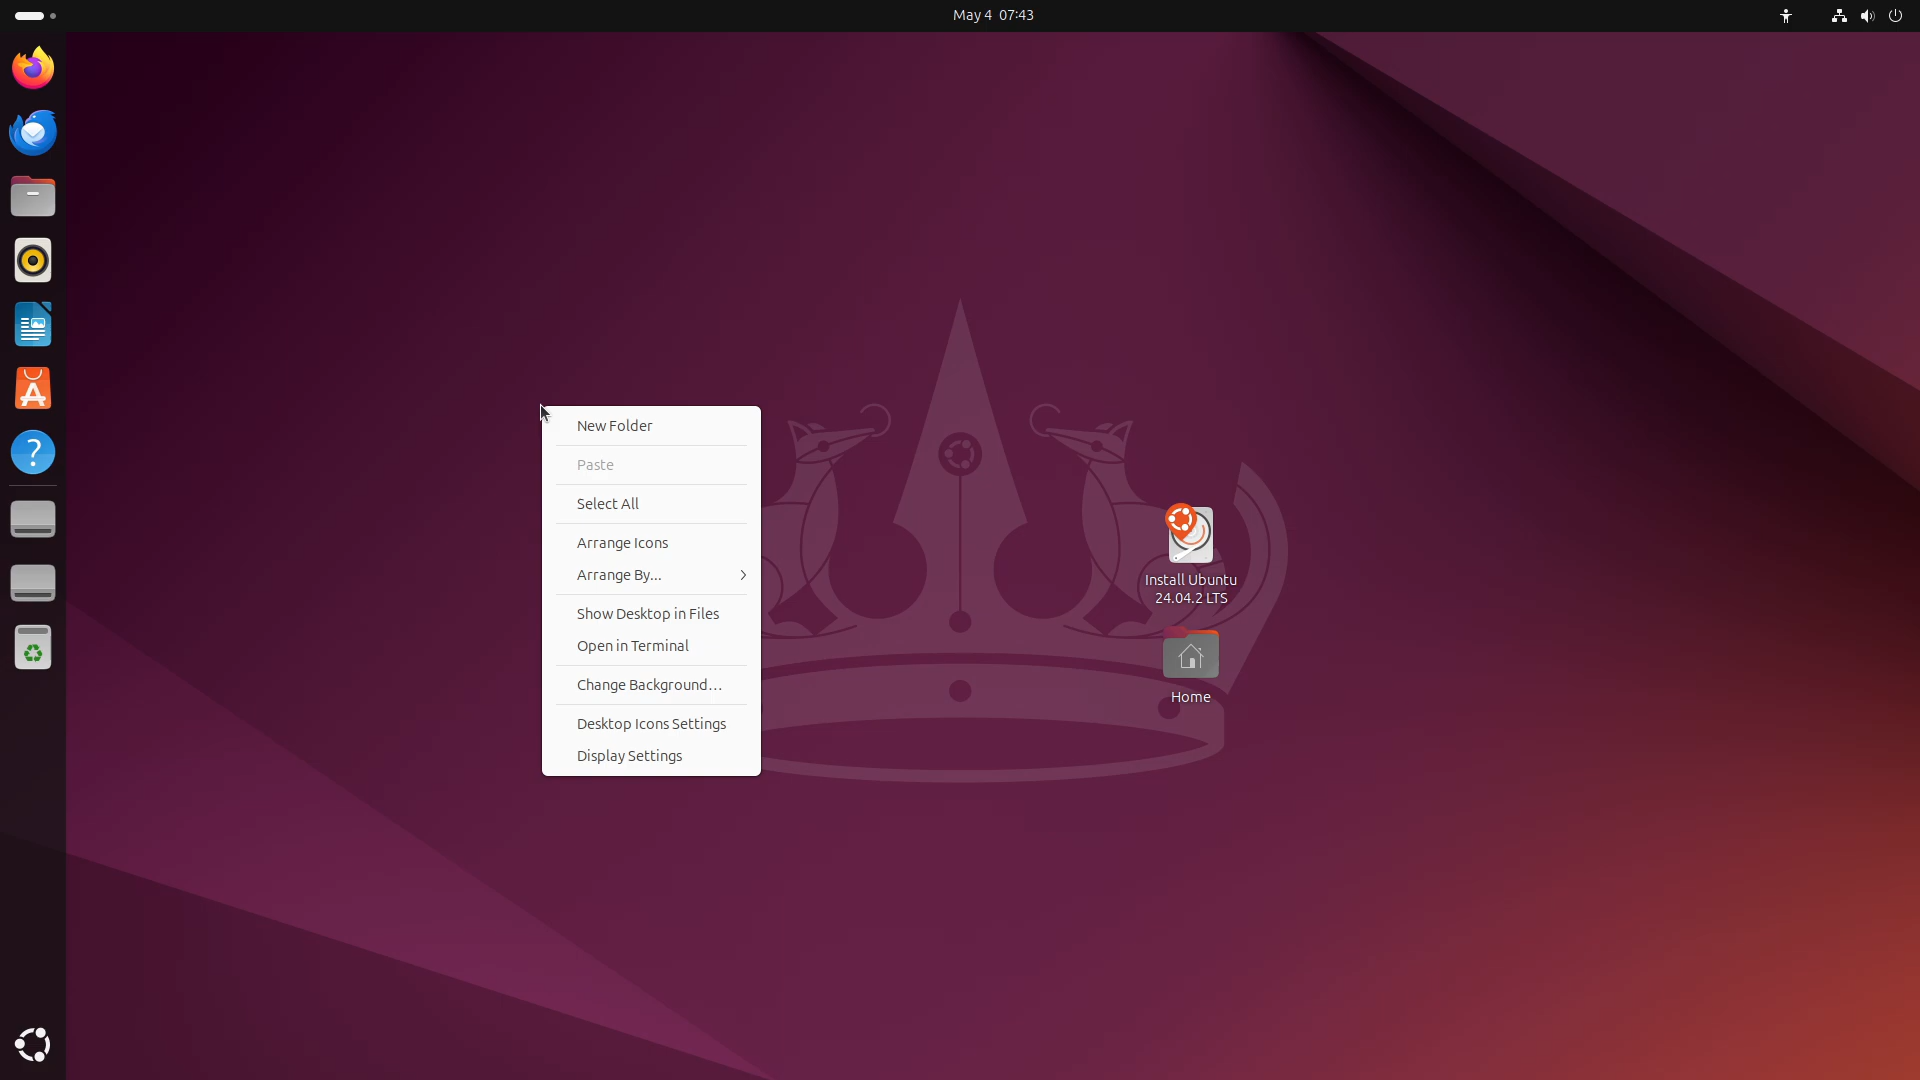 May 4 07:43
New Folder
Paste
Select All
Arrange Icons
Arrange By...
Show Desktop in Files
Open in Terminal
Change Background…
Desktop Icons Settings
Display Settings
Install Ubuntu
24.04.2 LTS
Home